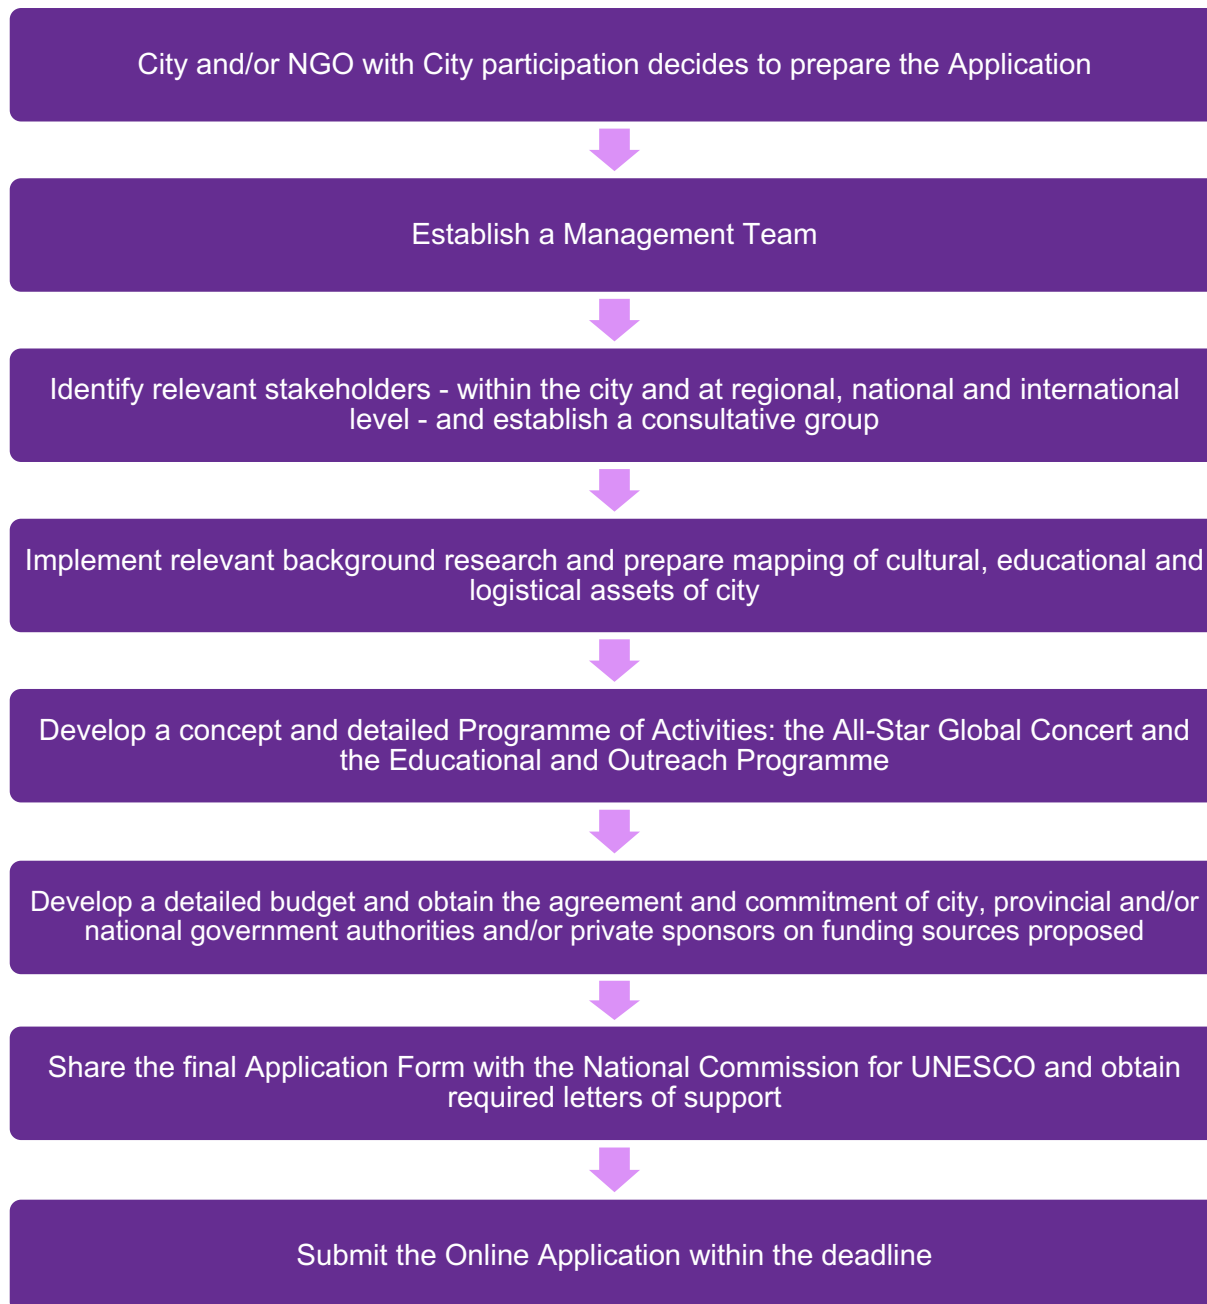 City and/or NGO with City participation decides to prepare the Application
Establish a Management Team
Identify relevant stakeholders - within the city and at regional, national and international
level - and establish a consultative group
Implement relevant background research and prepare mapping of cultural, educational and
logistical assets of city
Develop a concept and detailed Programme of Activities: the All-Star Global Concert and
the Educational and Outreach Programme
Develop a detailed budget and obtain the agreement and commitment of city, provincial and/or
national government authorities and/or private sponsors on funding sources proposed
Share the final Application Form with the National Commission for UNESCO and obtain
required letters of support
Submit the Online Application within the deadline